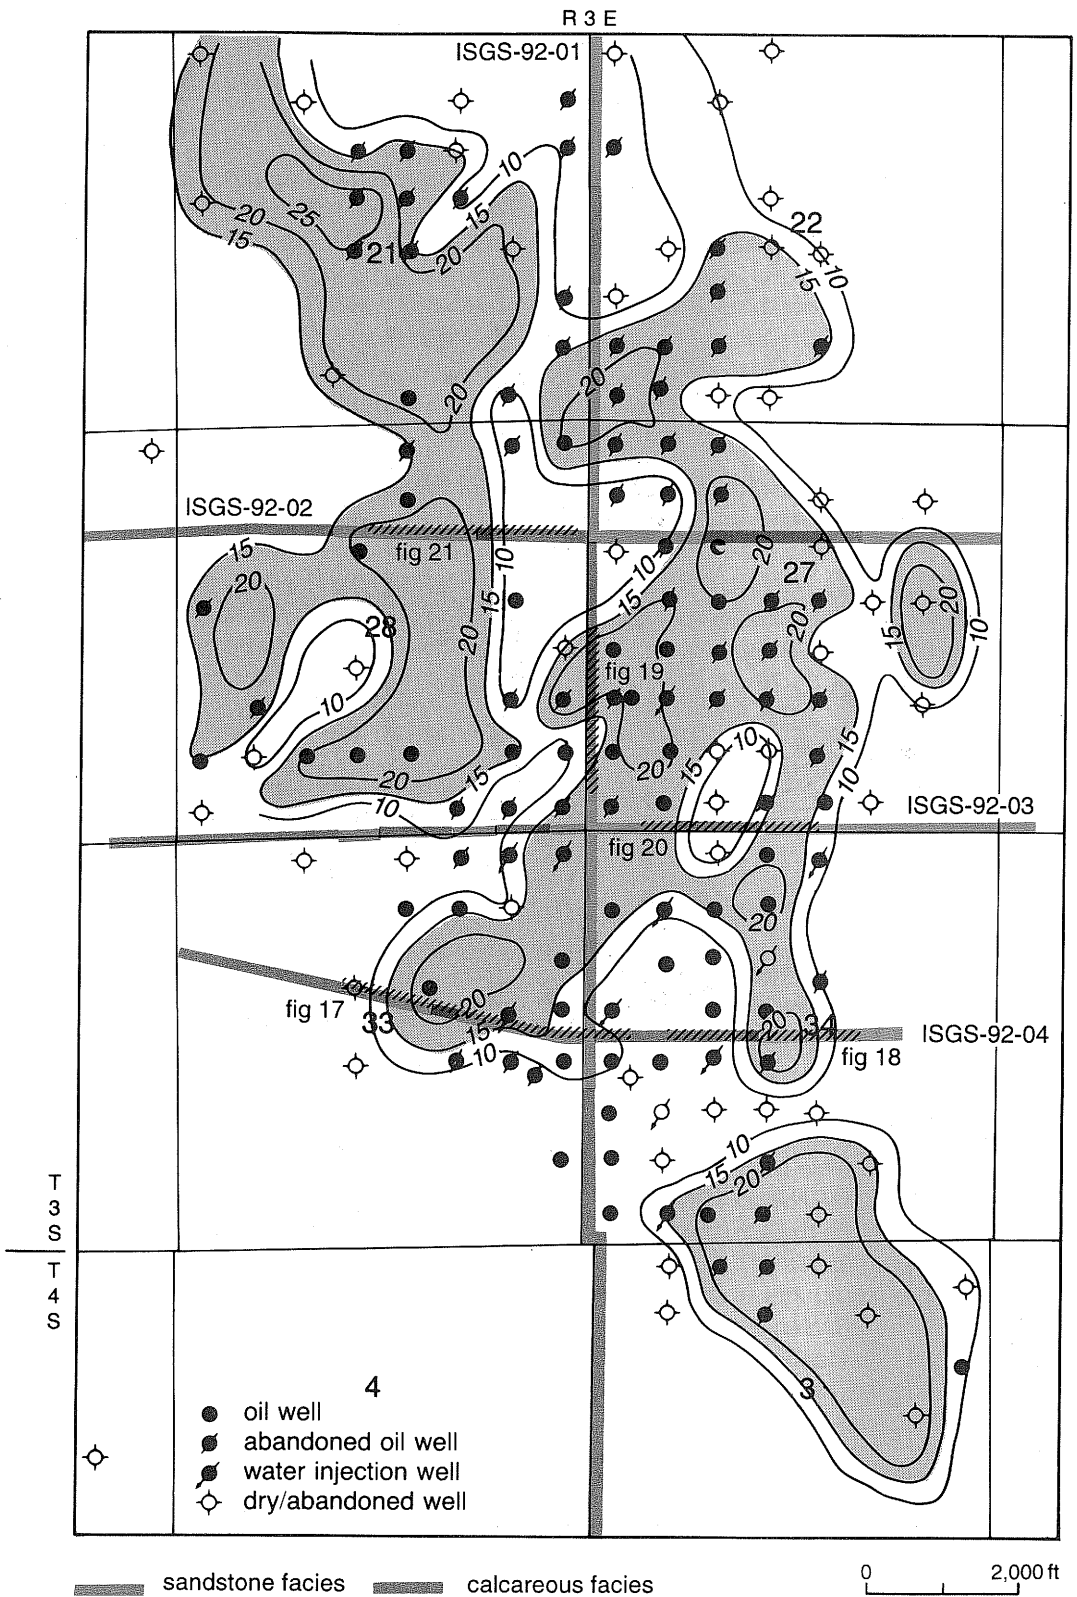 R 3 E
ISGS-92-01
10
25
20
15
15
21
20
22
10
15
20
20
ISGS-92-02
fig 21
15
20
10
15
20
10
15
20
27
20
28
10
20
15
10
fig 19
20
15
10
20
15
10
15
10
20
ISGS-92-03
fig 20
20
fig 17
33
20
15
10
20
34
fig 18
ISGS-92-04
10
15
20
T
3
S
T
4
S
3
4
oil well
abandoned oil well
water injection well
dry/abandoned well
sandstone facies
calcareous facies
0
2,000 ft